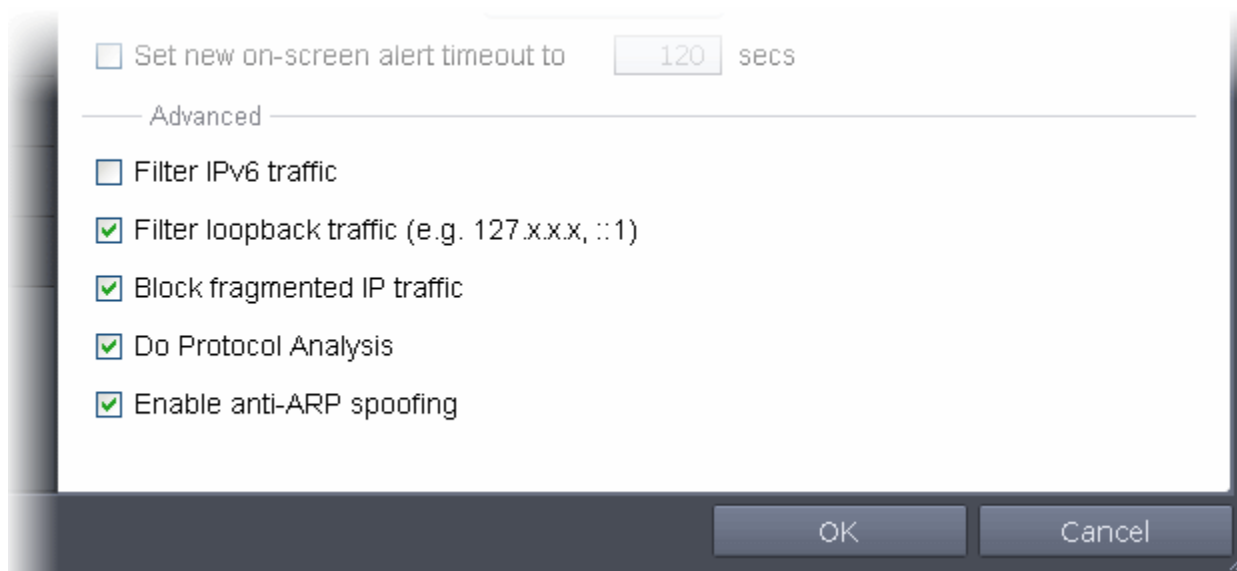 Set new on-screen alert timeout to 120 secs
Advanced
Filter IPv6 traffic
Filter loopback traffic (e.g. 127.x.x.x, ::1)
Block fragmented IP traffic
Do Protocol Analysis
Enable anti-ARP spoofing
OK Cancel